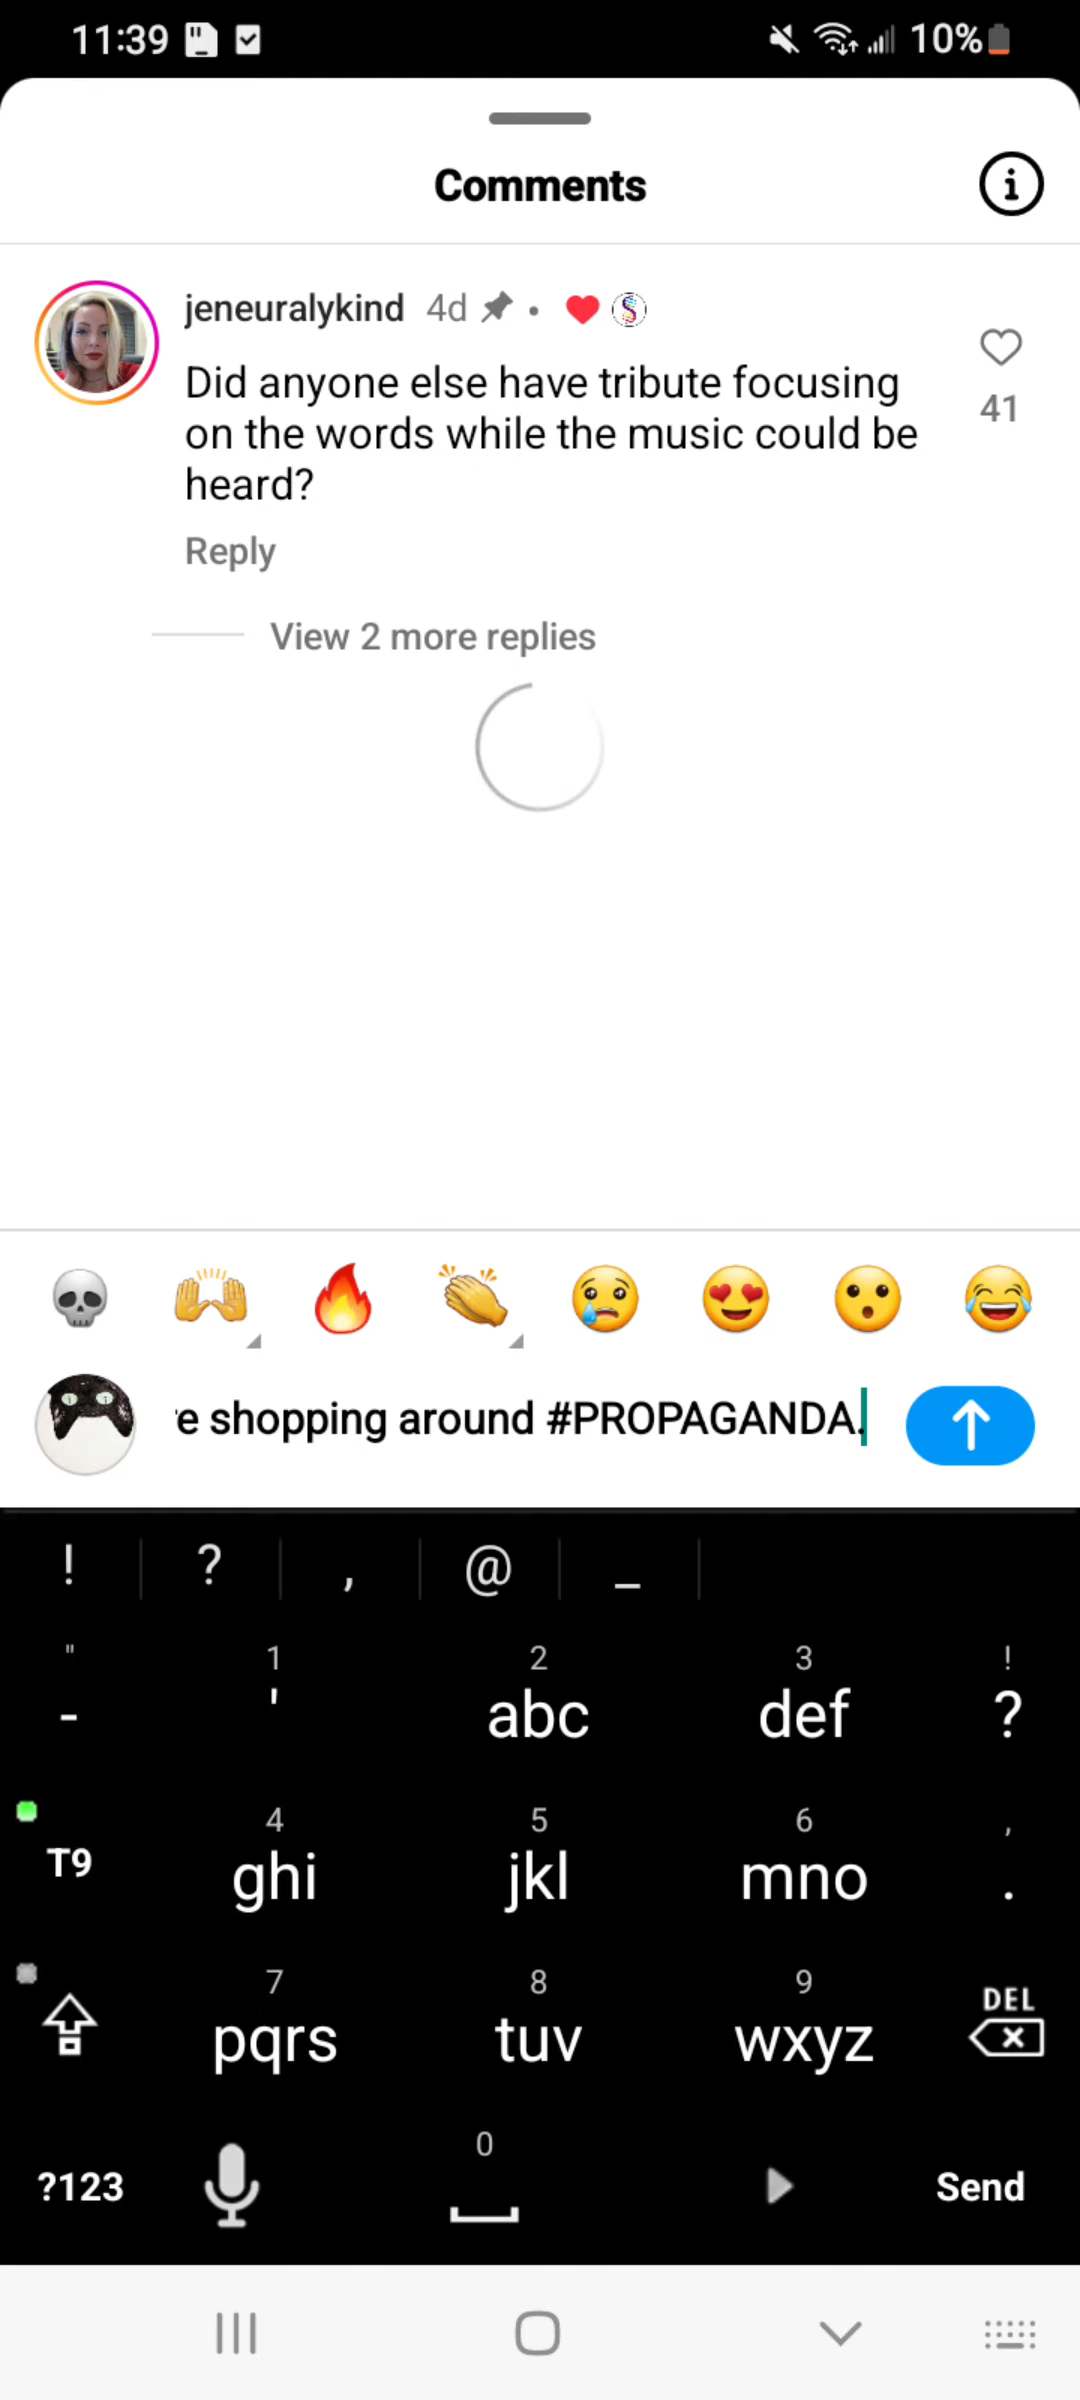 11:39 10%
Comments
jeneuralykind 4d •
Did anyone else have tribute focusing
on the words while the music could be
heard?
41
Reply
View 2 more replies
e shopping around #PROPAGANDA.
! ? , @ _
" 1 2 3 !
- ' abc def ?
4 5 6 ,
T9 ghi jkl mno .
7 8 9 DEL
pqrs tuv wxyz
0
?123 Send